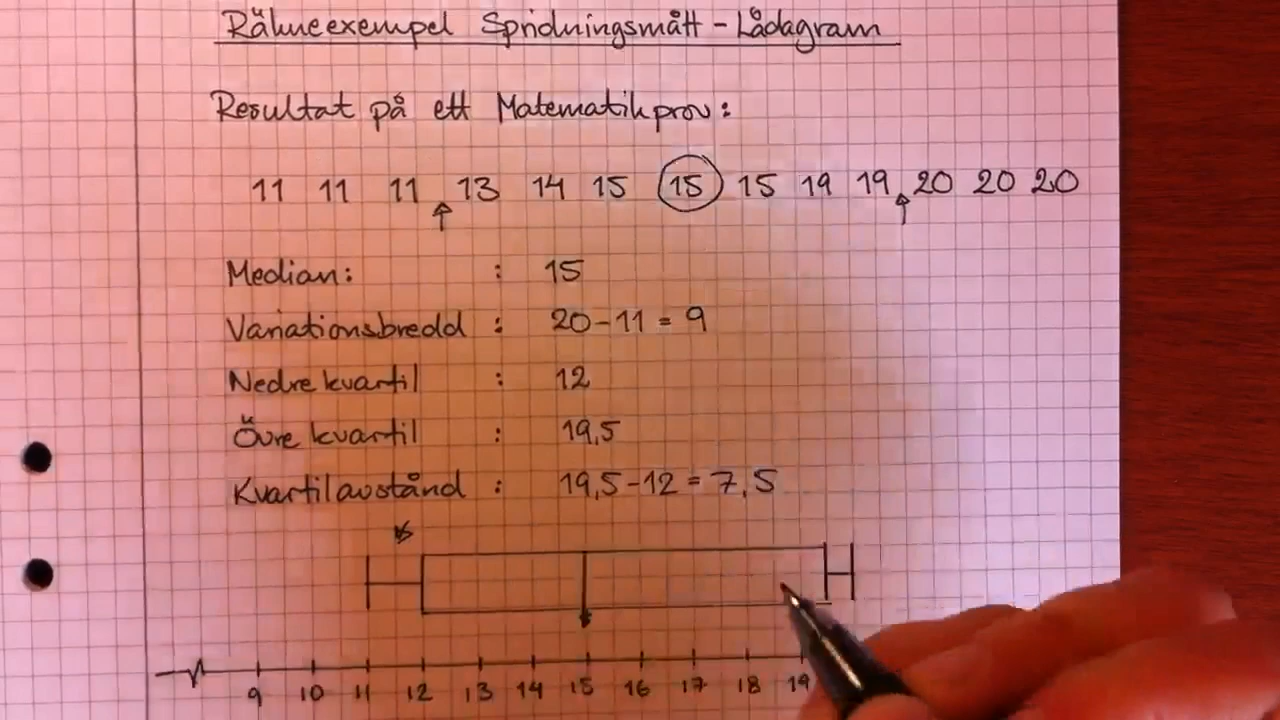 Räkneexempel Spridningsmått - Lådagram
Resultat på ett Matematikprov:
11 11 11 13 14 15 15 15 19 19 20 20 20
Median: : 15
Variationsbredd : 20-11 = 9
Nedre kvartil : 12
Övre kvartil : 19,5
Kvartilavstånd : 19,5-12 = 7,5
9 10 11 12 13 14 15 16 17 18 19